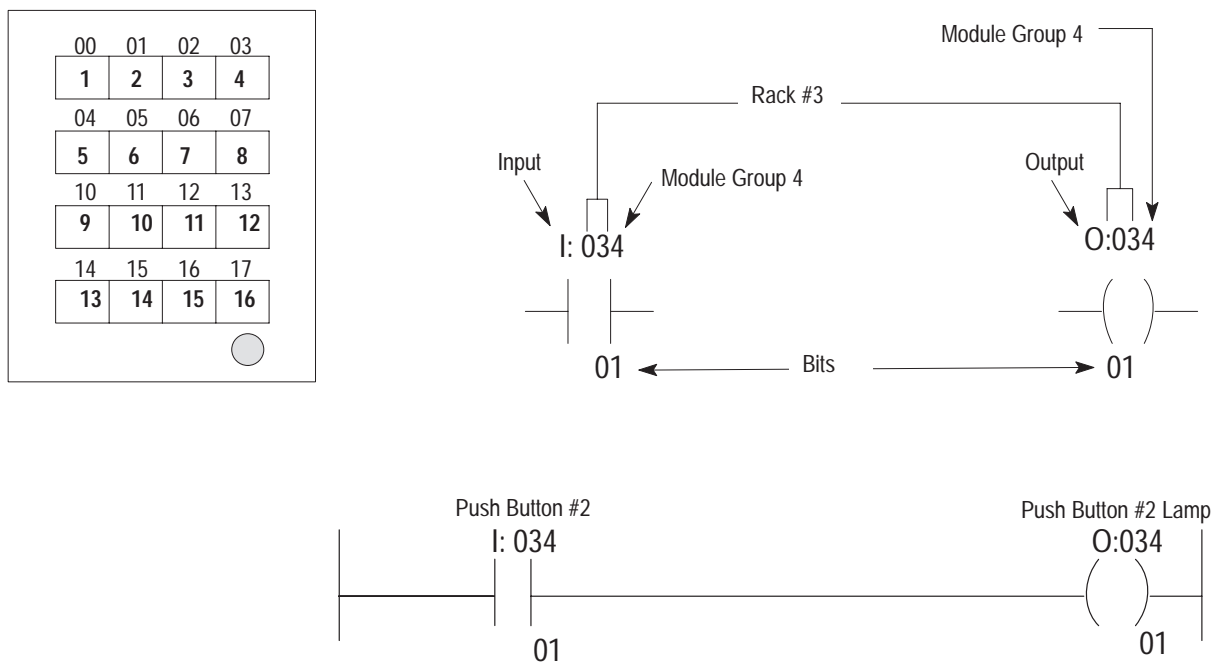 00 01 02 03
1 2 3 4
04 05 06 07
5 6 7 8
10 11 12 13
9 10 11 12
14 15 16 17
13 14 15 16
Module Group 4
Rack #3
Input
Module Group 4
Output
I: 034
O:034
01
Bits
01
Push Button #2
Push Button #2 Lamp
I: 034
O:034
01
01